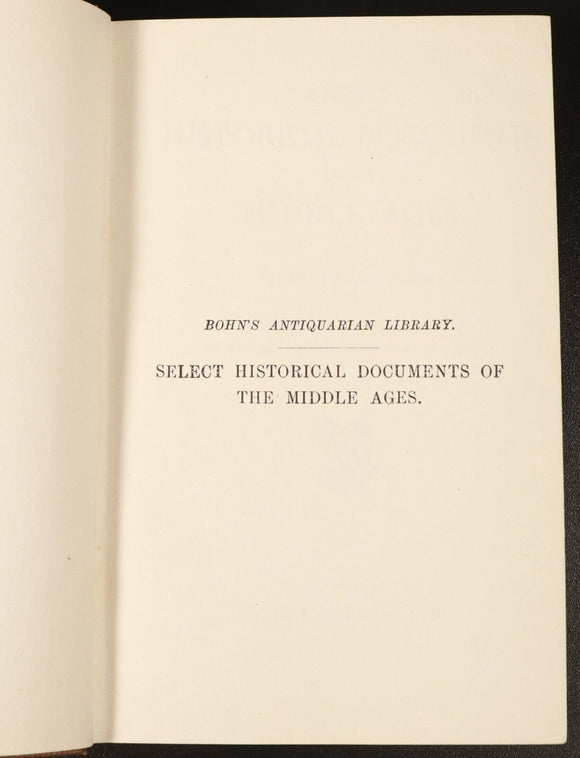 BOHN'S ANTIQUARIAN LIBRARY.
SELECT HISTORICAL DOCUMENTS OF
THE MIDDLE AGES.